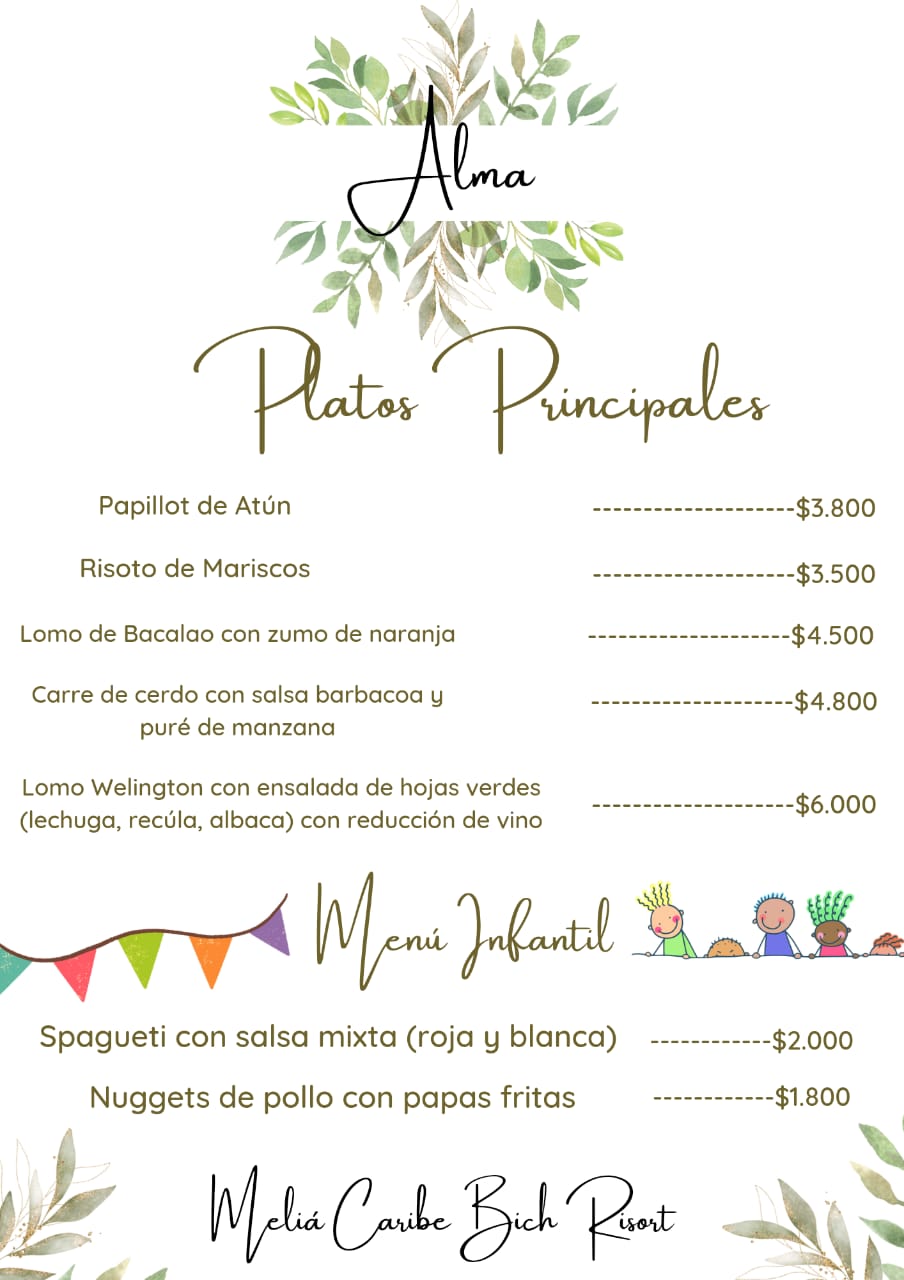 Alma
Platos Principales
Papillot de Atún --------------------$3.800
Risoto de Mariscos --------------------$3.500
Lomo de Bacalao con zumo de naranja --------------------$4.500
Carre de cerdo con salsa barbacoa y
puré de manzana --------------------$4.800
Lomo Welington con ensalada de hojas verdes
(lechuga, recúla, albaca) con reducción de vino --------------------$6.000
Menú Infantil
Spagueti con salsa mixta (roja y blanca) ------------$2.000
Nuggets de pollo con papas fritas ------------$1.800
Meliá Caribe Bich Risort